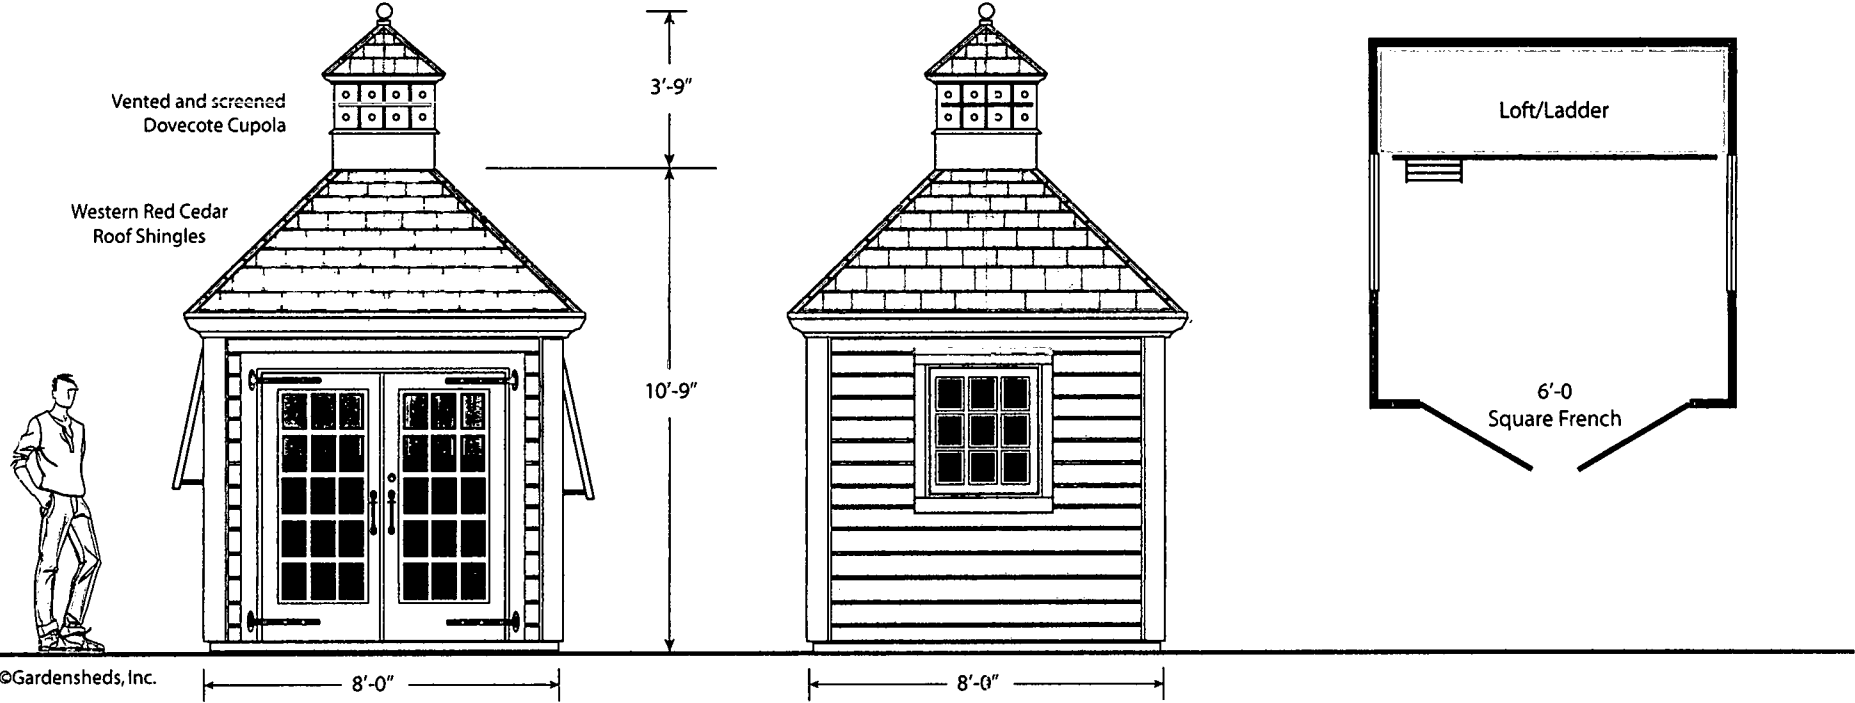 Vented and screened
Dovecote Cupola
Western Red Cedar
Roof Shingles
3'-9"
10'-9"
©Gardensheds, Inc.
8'-0"
8'-0"
Loft/Ladder
6'-0
Square French